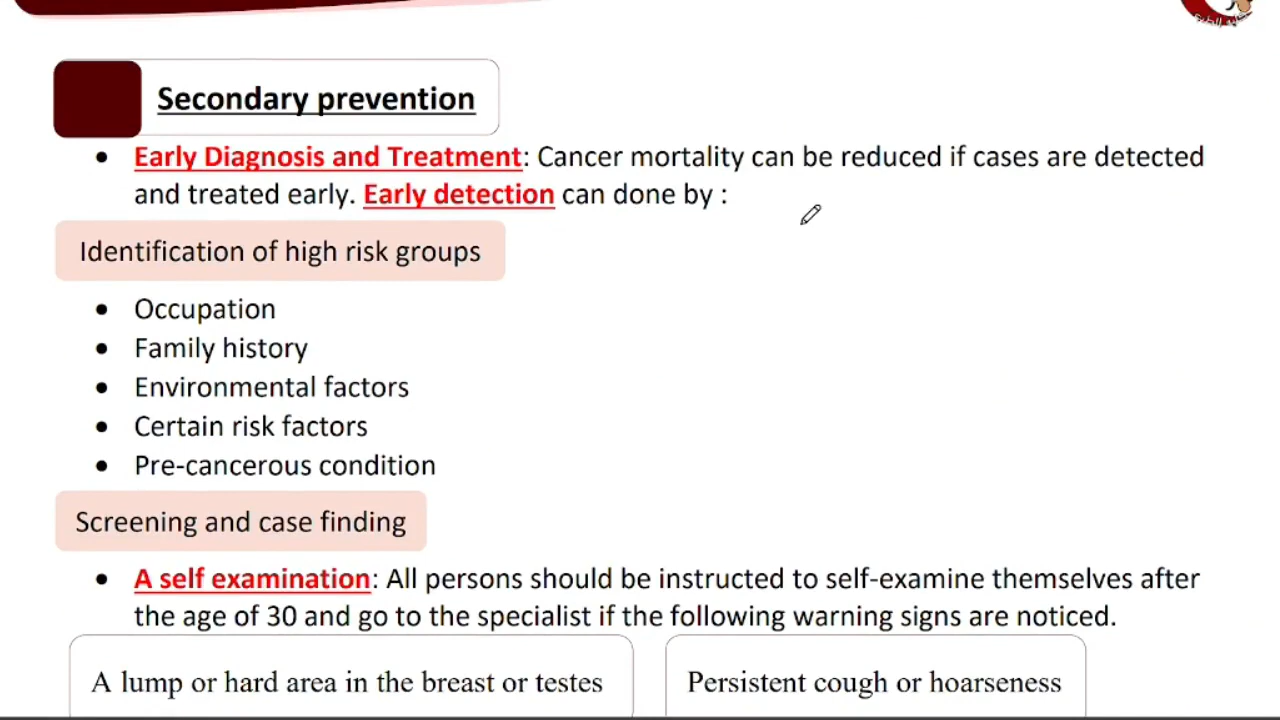 Secondary prevention
• Early Diagnosis and Treatment: Cancer mortality can be reduced if cases are detected
and treated early. Early detection can done by :
Identification of high risk groups
• Occupation
• Family history
• Environmental factors
• Certain risk factors
• Pre-cancerous condition
Screening and case finding
• A self examination: All persons should be instructed to self-examine themselves after
the age of 30 and go to the specialist if the following warning signs are noticed.
A lump or hard area in the breast or testes
Persistent cough or hoarseness